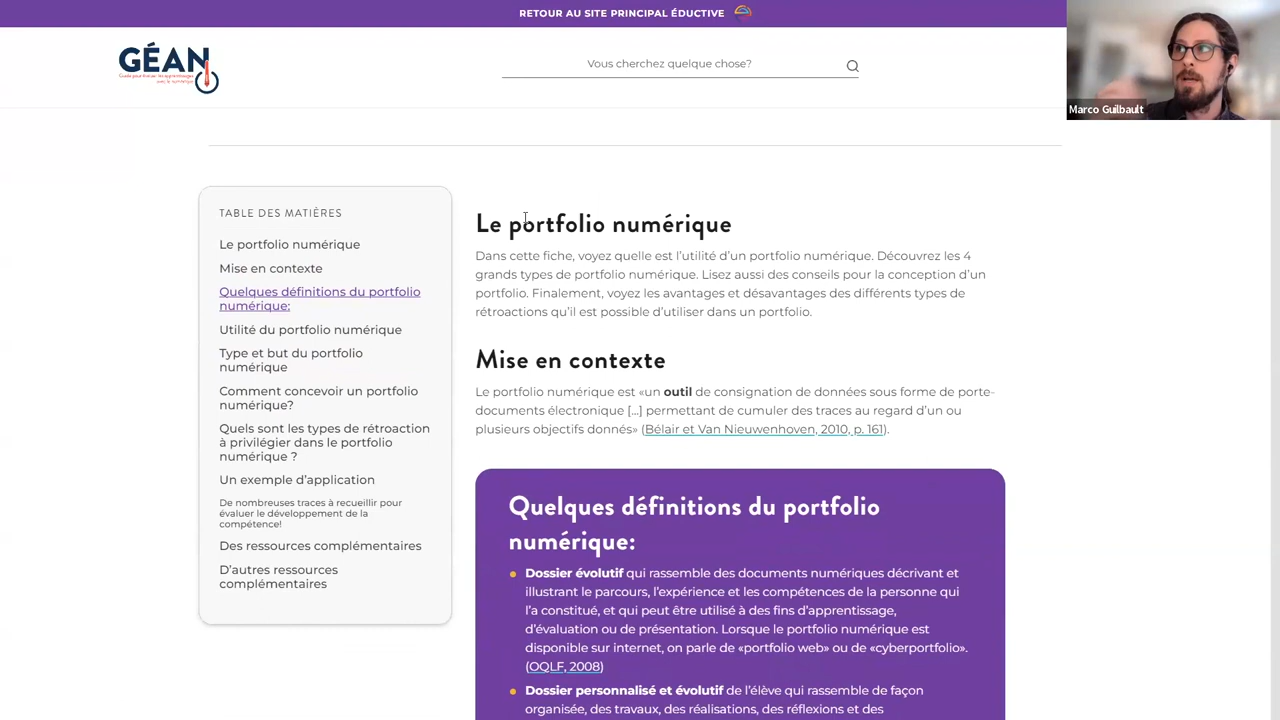 RETOUR AU SITE PRINCIPAL ÉDUCTIVE
GÉAN
Guide pour évaluer les apprentissages
avec le numérique
Vous cherchez quelque chose?
Marco Guilbault
TABLE DES MATIÈRES
Le portfolio numérique
Mise en contexte
Quelques définitions du portfolio
numérique:
Utilité du portfolio numérique
Type et but du portfolio
numérique
Comment concevoir un portfolio
numérique?
Quels sont les types de rétroaction
à privilégier dans le portfolio
numérique ?
Un exemple d’application
De nombreuses traces à recueillir pour
évaluer le développement de la
compétence!
Des ressources complémentaires
D’autres ressources
complémentaires
Le portfolio numérique
Dans cette fiche, voyez quelle est l’utilité d’un portfolio numérique. Découvrez les 4
grands types de portfolio numérique. Lisez aussi des conseils pour la conception d’un
portfolio. Finalement, voyez les avantages et désavantages des différents types de
rétroactions qu’il est possible d’utiliser dans un portfolio.
Mise en contexte
Le portfolio numérique est «un outil de consignation de données sous forme de porte-
documents électronique [...] permettant de cumuler des traces au regard d’un ou
plusieurs objectifs donnés» (Bélair et Van Nieuwenhoven, 2010, p. 161).
Quelques définitions du portfolio
numérique:
Dossier évolutif qui rassemble des documents numériques décrivant et
illustrant le parcours, l’expérience et les compétences de la personne qui
l’a constitué, et qui peut être utilisé à des fins d’apprentissage,
d’évaluation ou de présentation. Lorsque le portfolio numérique est
disponible sur internet, on parle de «portfolio web» ou de «cyberportfolio».
(OQLF, 2008)
Dossier personnalisé et évolutif de l’élève qui rassemble de façon
organisée, des travaux, des réalisations, des réflexions et des